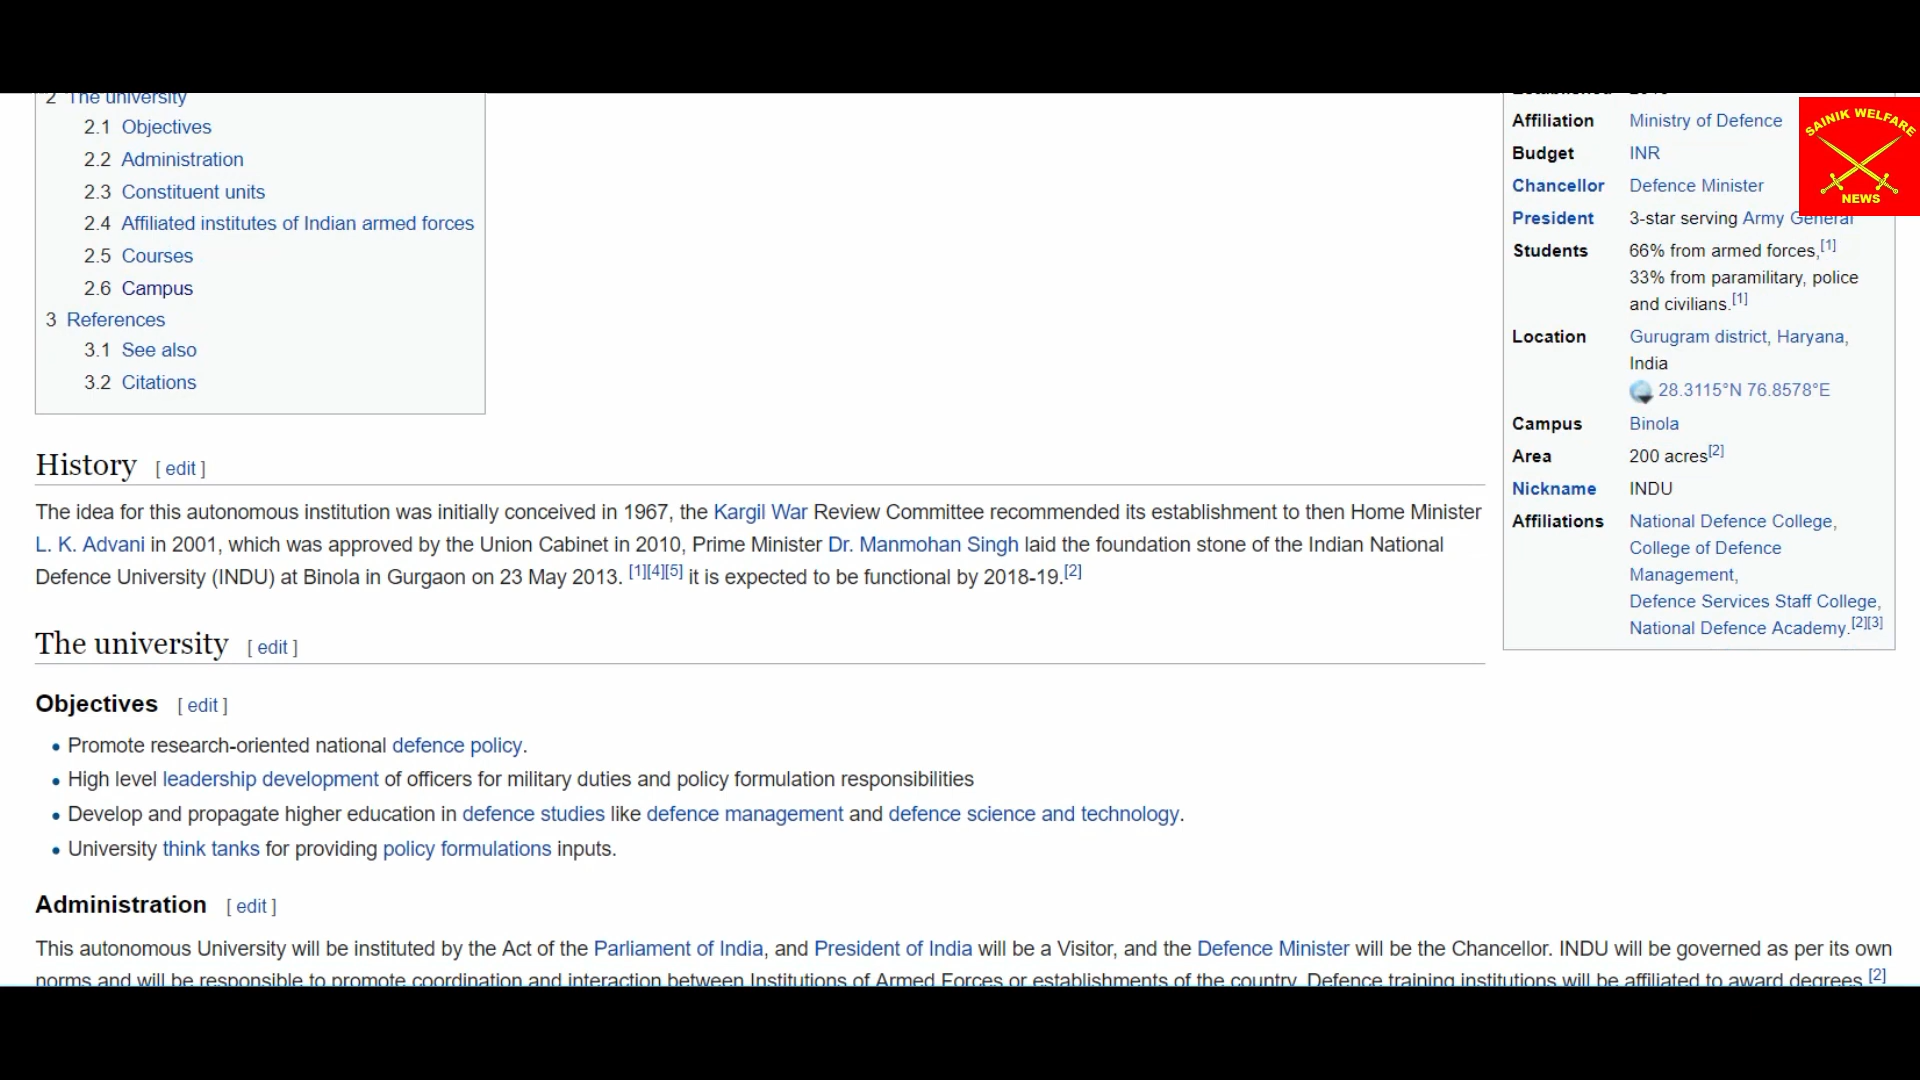 2 The university
2.1 Objectives
2.2 Administration
2.3 Constituent units
2.4 Affiliated institutes of Indian armed forces
2.5 Courses
2.6 Campus
3 References
3.1 See also
3.2 Citations
History [ edit ]
The idea for this autonomous institution was initially conceived in 1967, the Kargil War Review Committee recommended its establishment to then Home Minister
L. K. Advani in 2001, which was approved by the Union Cabinet in 2010, Prime Minister Dr. Manmohan Singh laid the foundation stone of the Indian National
Defence University (INDU) at Binola in Gurgaon on 23 May 2013. [1][4][5] it is expected to be functional by 2018-19.[2]
The university [ edit ]
Objectives [ edit ]
• Promote research-oriented national defence policy.
• High level leadership development of officers for military duties and policy formulation responsibilities
• Develop and propagate higher education in defence studies like defence management and defence science and technology.
• University think tanks for providing policy formulations inputs.
Administration [ edit ]
This autonomous University will be instituted by the Act of the Parliament of India, and President of India will be a Visitor, and the Defence Minister will be the Chancellor. INDU will be governed as per its own
norms and will be responsible to promote coordination and interaction between Institutions of Armed Forces or establishments of the country. Defence training institutions will be affiliated to award degrees.[2]
Affiliation Ministry of Defence
Budget INR
Chancellor Defence Minister
President 3-star serving Army General
Students 66% from armed forces,[1]
33% from paramilitary, police
and civilians.[1]
Location Gurugram district, Haryana,
India
28.3115°N 76.8578°E
Campus Binola
Area 200 acres[2]
Nickname INDU
Affiliations National Defence College,
College of Defence
Management,
Defence Services Staff College,
National Defence Academy.[2][3]
SAINIK WELFARE
NEWS